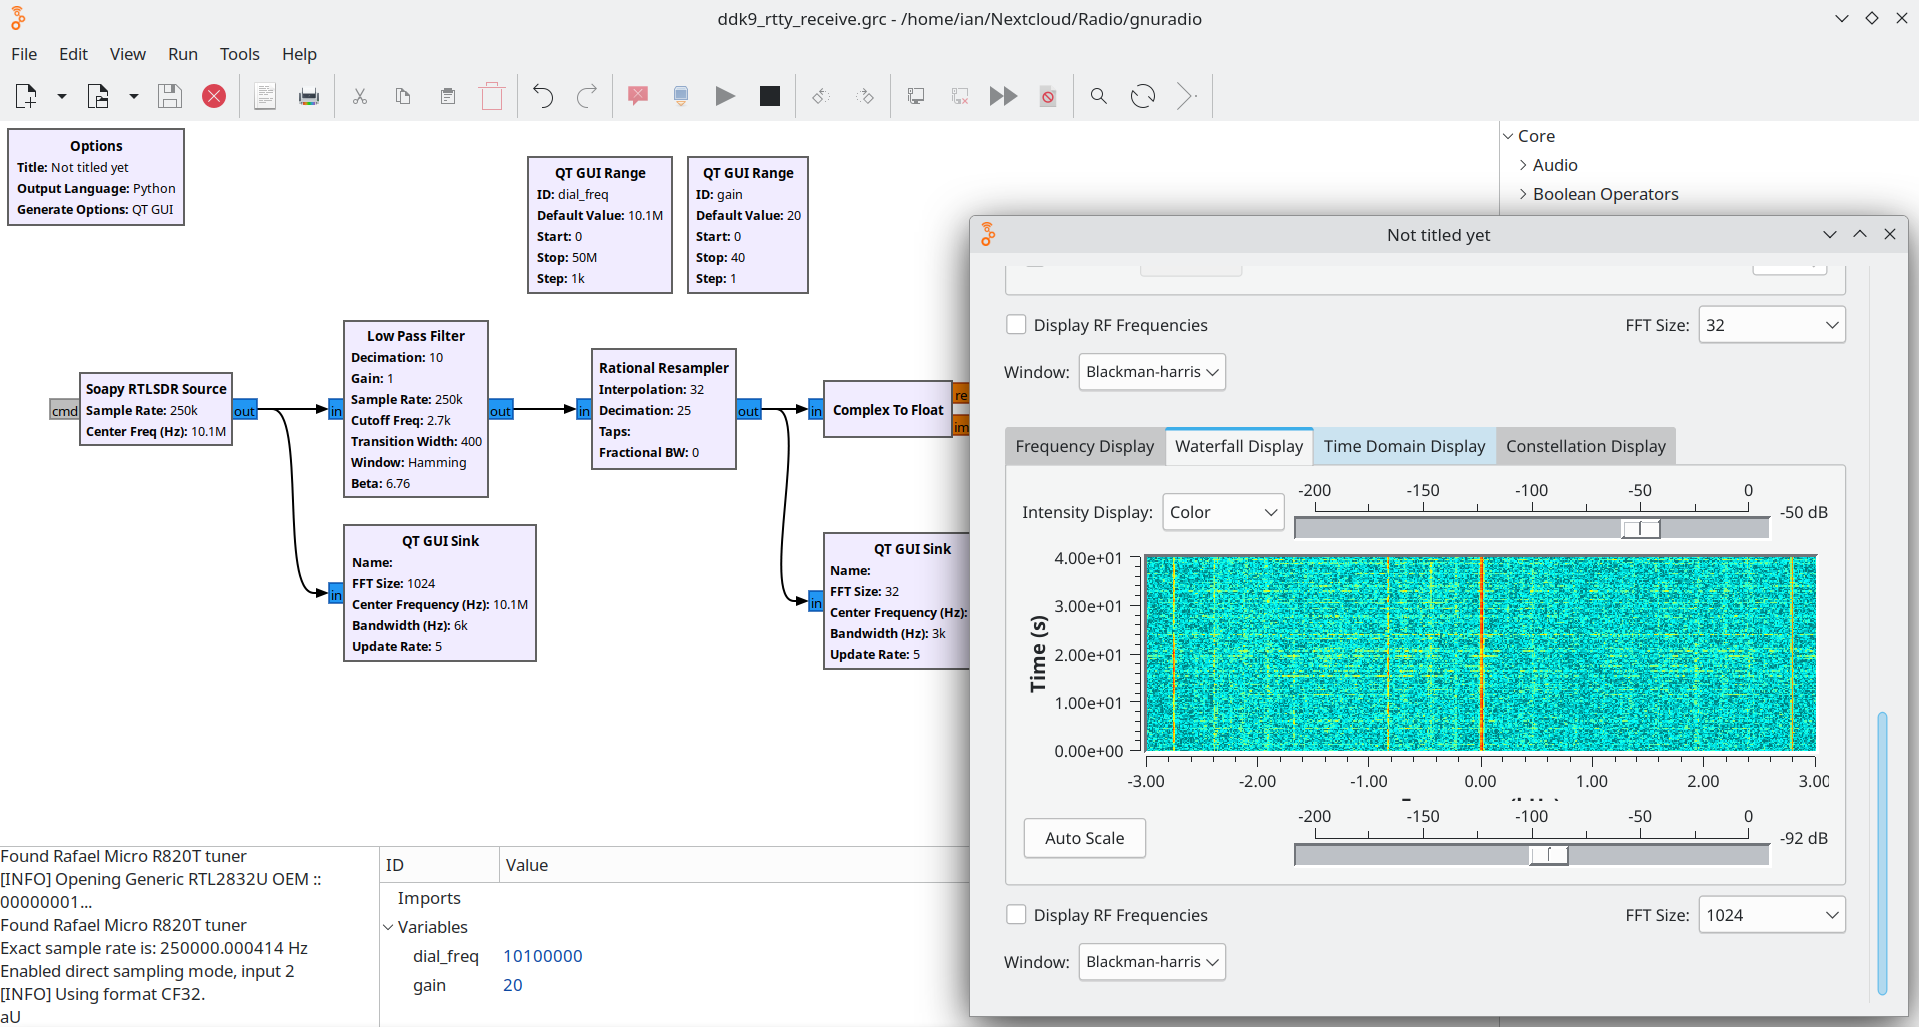 ddk9_rtty_receive.grc - /home/ian/Nextcloud/Radio/gnuradio
File Edit View Run Tools Help
Options
Title: Not titled yet
Output Language: Python
Generate Options: QT GUI
QT GUI Range
ID: dial_freq
Default Value: 10.1M
Start: 0
Stop: 50M
Step: 1k
QT GUI Range
ID: gain
Default Value: 20
Start: 0
Stop: 40
Step: 1
cmd
Soapy RTLSDR Source
Sample Rate: 250k
Center Freq (Hz): 10.1M
out
in
Low Pass Filter
Decimation: 10
Gain: 1
Sample Rate: 250k
Cutoff Freq: 2.7k
Transition Width: 400
Window: Hamming
Beta: 6.76
out
in
Rational Resampler
Interpolation: 32
Decimation: 25
Taps:
Fractional BW: 0
out
in
Complex To Float
re
im
in
QT GUI Sink
Name:
FFT Size: 1024
Center Frequency (Hz): 10.1M
Bandwidth (Hz): 6k
Update Rate: 5
in
QT GUI Sink
Name:
FFT Size: 32
Center Frequency (Hz):
Bandwidth (Hz): 3k
Update Rate: 5
Core
Audio
Boolean Operators
Found Rafael Micro R820T tuner
[INFO] Opening Generic RTL2832U OEM ::
00000001...
Found Rafael Micro R820T tuner
Exact sample rate is: 250000.000414 Hz
Enabled direct sampling mode, input 2
[INFO] Using format CF32.
aU
ID Value
Imports
Variables
dial_freq 10100000
gain 20
Not titled yet
Display RF Frequencies FFT Size: 32
Window: Blackman-harris
Frequency Display Waterfall Display Time Domain Display Constellation Display
-200 -150 -100 -50 0
Intensity Display: Color -50 dB
4.00e+01
3.00e+01
2.00e+01
1.00e+01
0.00e+00
Time (s)
-3.00 -2.00 -1.00 0.00 1.00 2.00 3.00
-200 -150 -100 -50 0
Auto Scale -92 dB
Display RF Frequencies FFT Size: 1024
Window: Blackman-harris